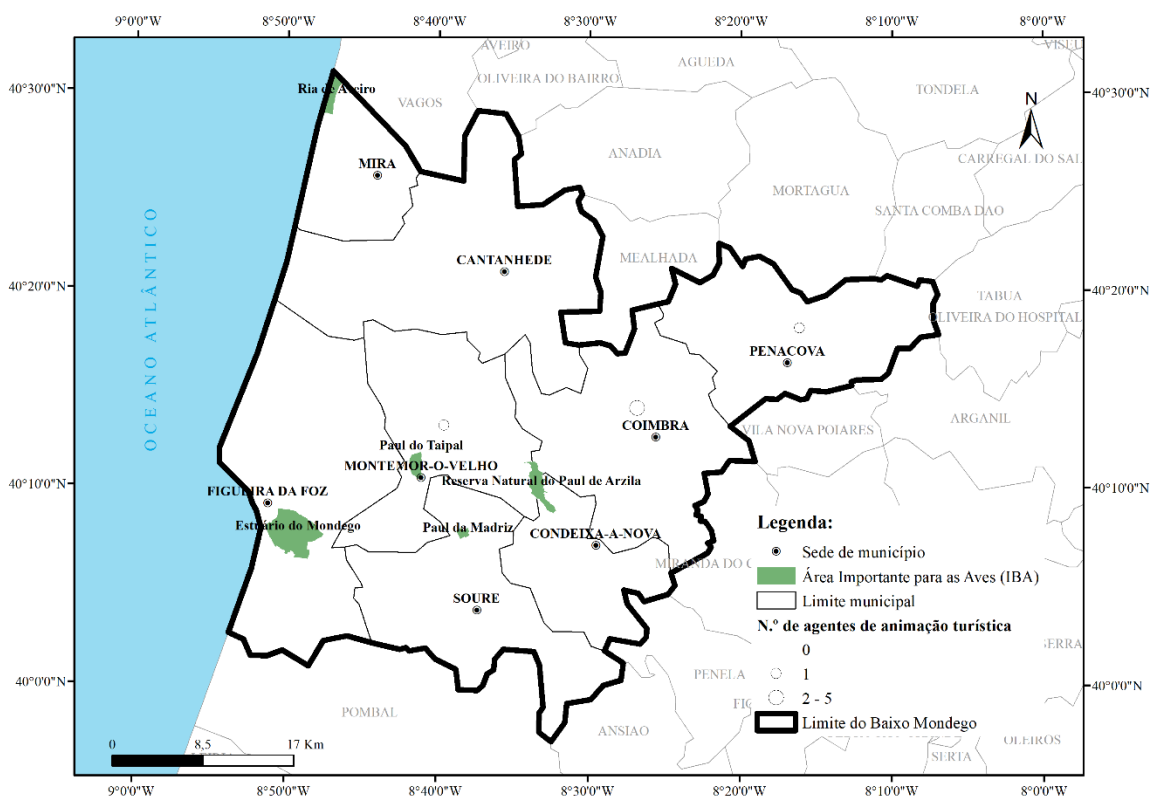 9°0'0"W
8°50'0"W
8°40'0"W
8°30'0"W
8°20'0"W
8°10'0"W
8°0'0"W
AVEIRO
VISEU
OLIVEIRA DO BAIRRO
AGUEDA
TONDELA
40°30'0"N
40°30'0"N
Ria de Aveiro
VAGOS
N
ANADIA
CARREGAL DO SAL
MIRA
MORTAGUA
SANTA COMBA DAO
OCEANO ATLÂNTICO
CANTANHEDE
MEALHADA
40°20'0"N
40°20'0"N
TABUA
OLIVEIRA DO HOSPITAL
PENACOVA
ARGANIL
COIMBRA
VILA NOVA POIARES
Paul do Taipal
MONTEMOR-O-VELHO
Reserva Natural do Paul de Arzila
40°10'0"N
40°10'0"N
FIGUEIRA DA FOZ
Estuário do Mondego
Paul da Madriz
CONDEIXA-A-NOVA
MIRANDA DO C
SOURE
Legenda:
Sede de município
Área Importante para as Aves (IBA)
Limite municipal
N.º de agentes de animação turística
0
1
2 - 5
Limite do Baixo Mondego
ERRA
40°0'0"N
40°0'0"N
PENELA
FIG
POMBAL
ANSIAO
OLEIROS
SERTA
0
8,5
17 Km
9°0'0"W
8°50'0"W
8°40'0"W
8°30'0"W
8°20'0"W
8°10'0"W
8°0'0"W